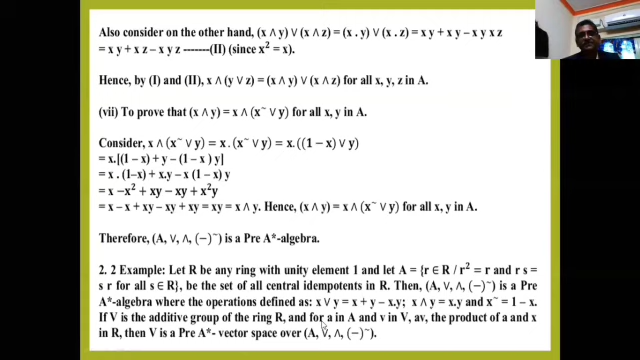 Also consider on the other hand, (x ∧ y) ∨ (x ∧ z) = (x . y) ∨ (x . z) = x y + x y – x y x z
= x y + x z – x y z -------(II) (since x² = x).
Hence, by (I) and (II), x ∧ (y ∨ z) = (x ∧ y) ∨ (x ∧ z) for all x, y, z in A.
(vii) To prove that (x ∧ y) = x ∧ (x~ ∨ y) for all x, y in A.
Consider, x ∧ (x~ ∨ y) = x . (x~ ∨ y) = x. ((1 – x) ∨ y)
= x.[(1 – x) + y – (1 – x ) y]
= x . (1–x) + x.y – x (1 – x) y
= x –x² + xy – xy + x²y
= x – x + xy – xy + xy = xy = x ∧ y. Hence, (x ∧ y) = x ∧ (x~ ∨ y) for all x, y in A.
Therefore, (A, ∨, ∧, (–)~) is a Pre A*-algebra.
2. 2 Example: Let R be any ring with unity element 1 and let A = {r ∈ R / r² = r and r s =
s r for all s ∈ R}, be the set of all central idempotents in R. Then, (A, ∨, ∧, (–)~) is a Pre
A*-algebra where the operations defined as: x ∨ y = x + y – x.y; x ∧ y = x.y and x~ = 1 – x.
If V is the additive group of the ring R, and for a in A and v in V, av, the product of a and x
in R, then V is a Pre A*- vector space over (A, ∨, ∧, (–)~).